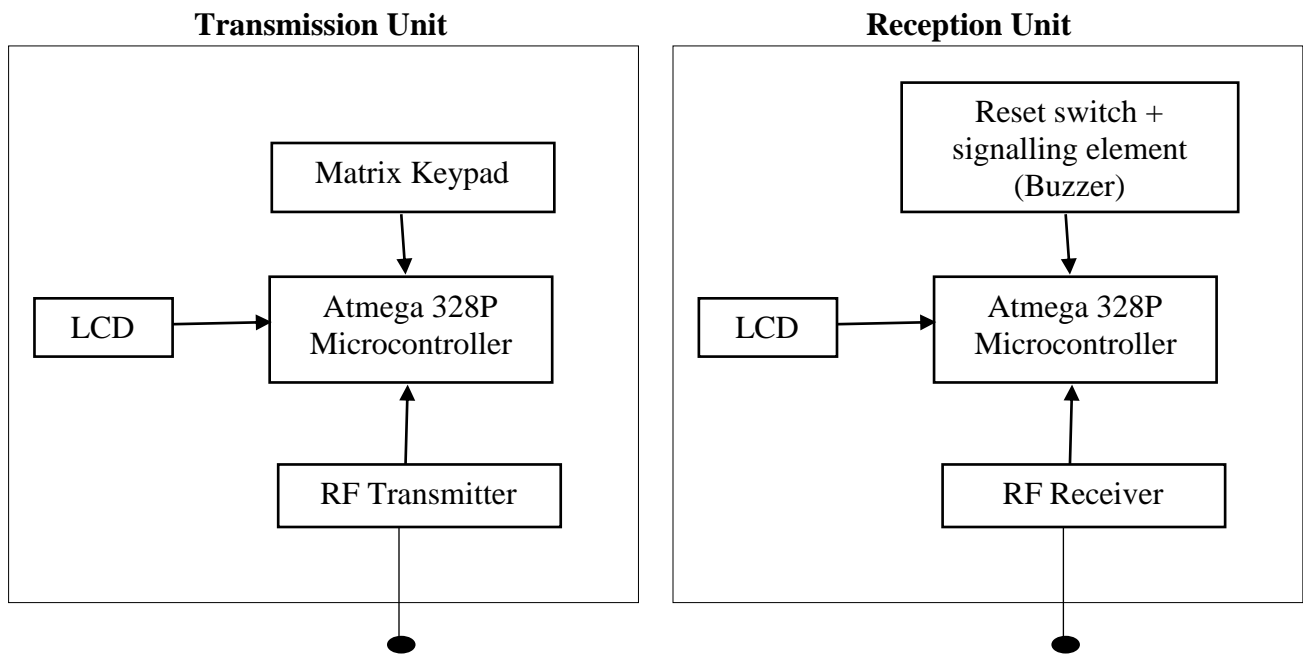 Transmission Unit
Reception Unit
Matrix Keypad
Reset switch +
signalling element
(Buzzer)
LCD
Atmega 328P
Microcontroller
LCD
Atmega 328P
Microcontroller
RF Transmitter
RF Receiver